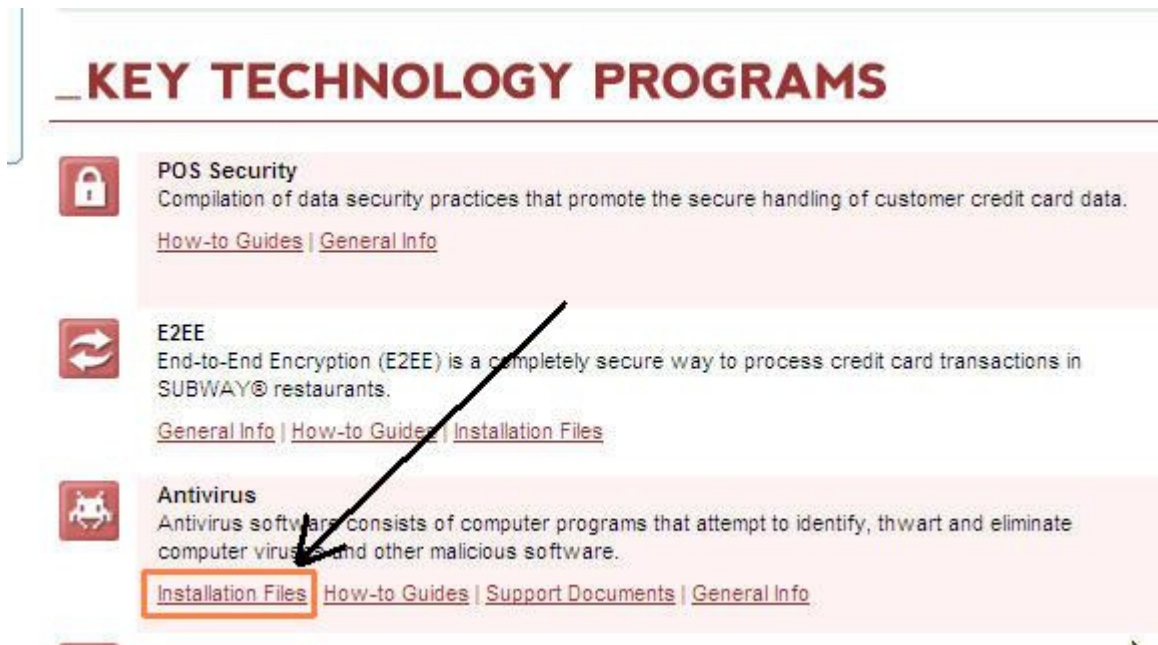 _KEY TECHNOLOGY PROGRAMS
POS Security
Compilation of data security practices that promote the secure handling of customer credit card data.
How-to Guides | General Info
E2EE
End-to-End Encryption (E2EE) is a completely secure way to process credit card transactions in
SUBWAY® restaurants.
General Info | How-to Guides | Installation Files
Antivirus
Antivirus software consists of computer programs that attempt to identify, thwart and eliminate
computer viruses and other malicious software.
Installation Files How-to Guides | Support Documents | General Info